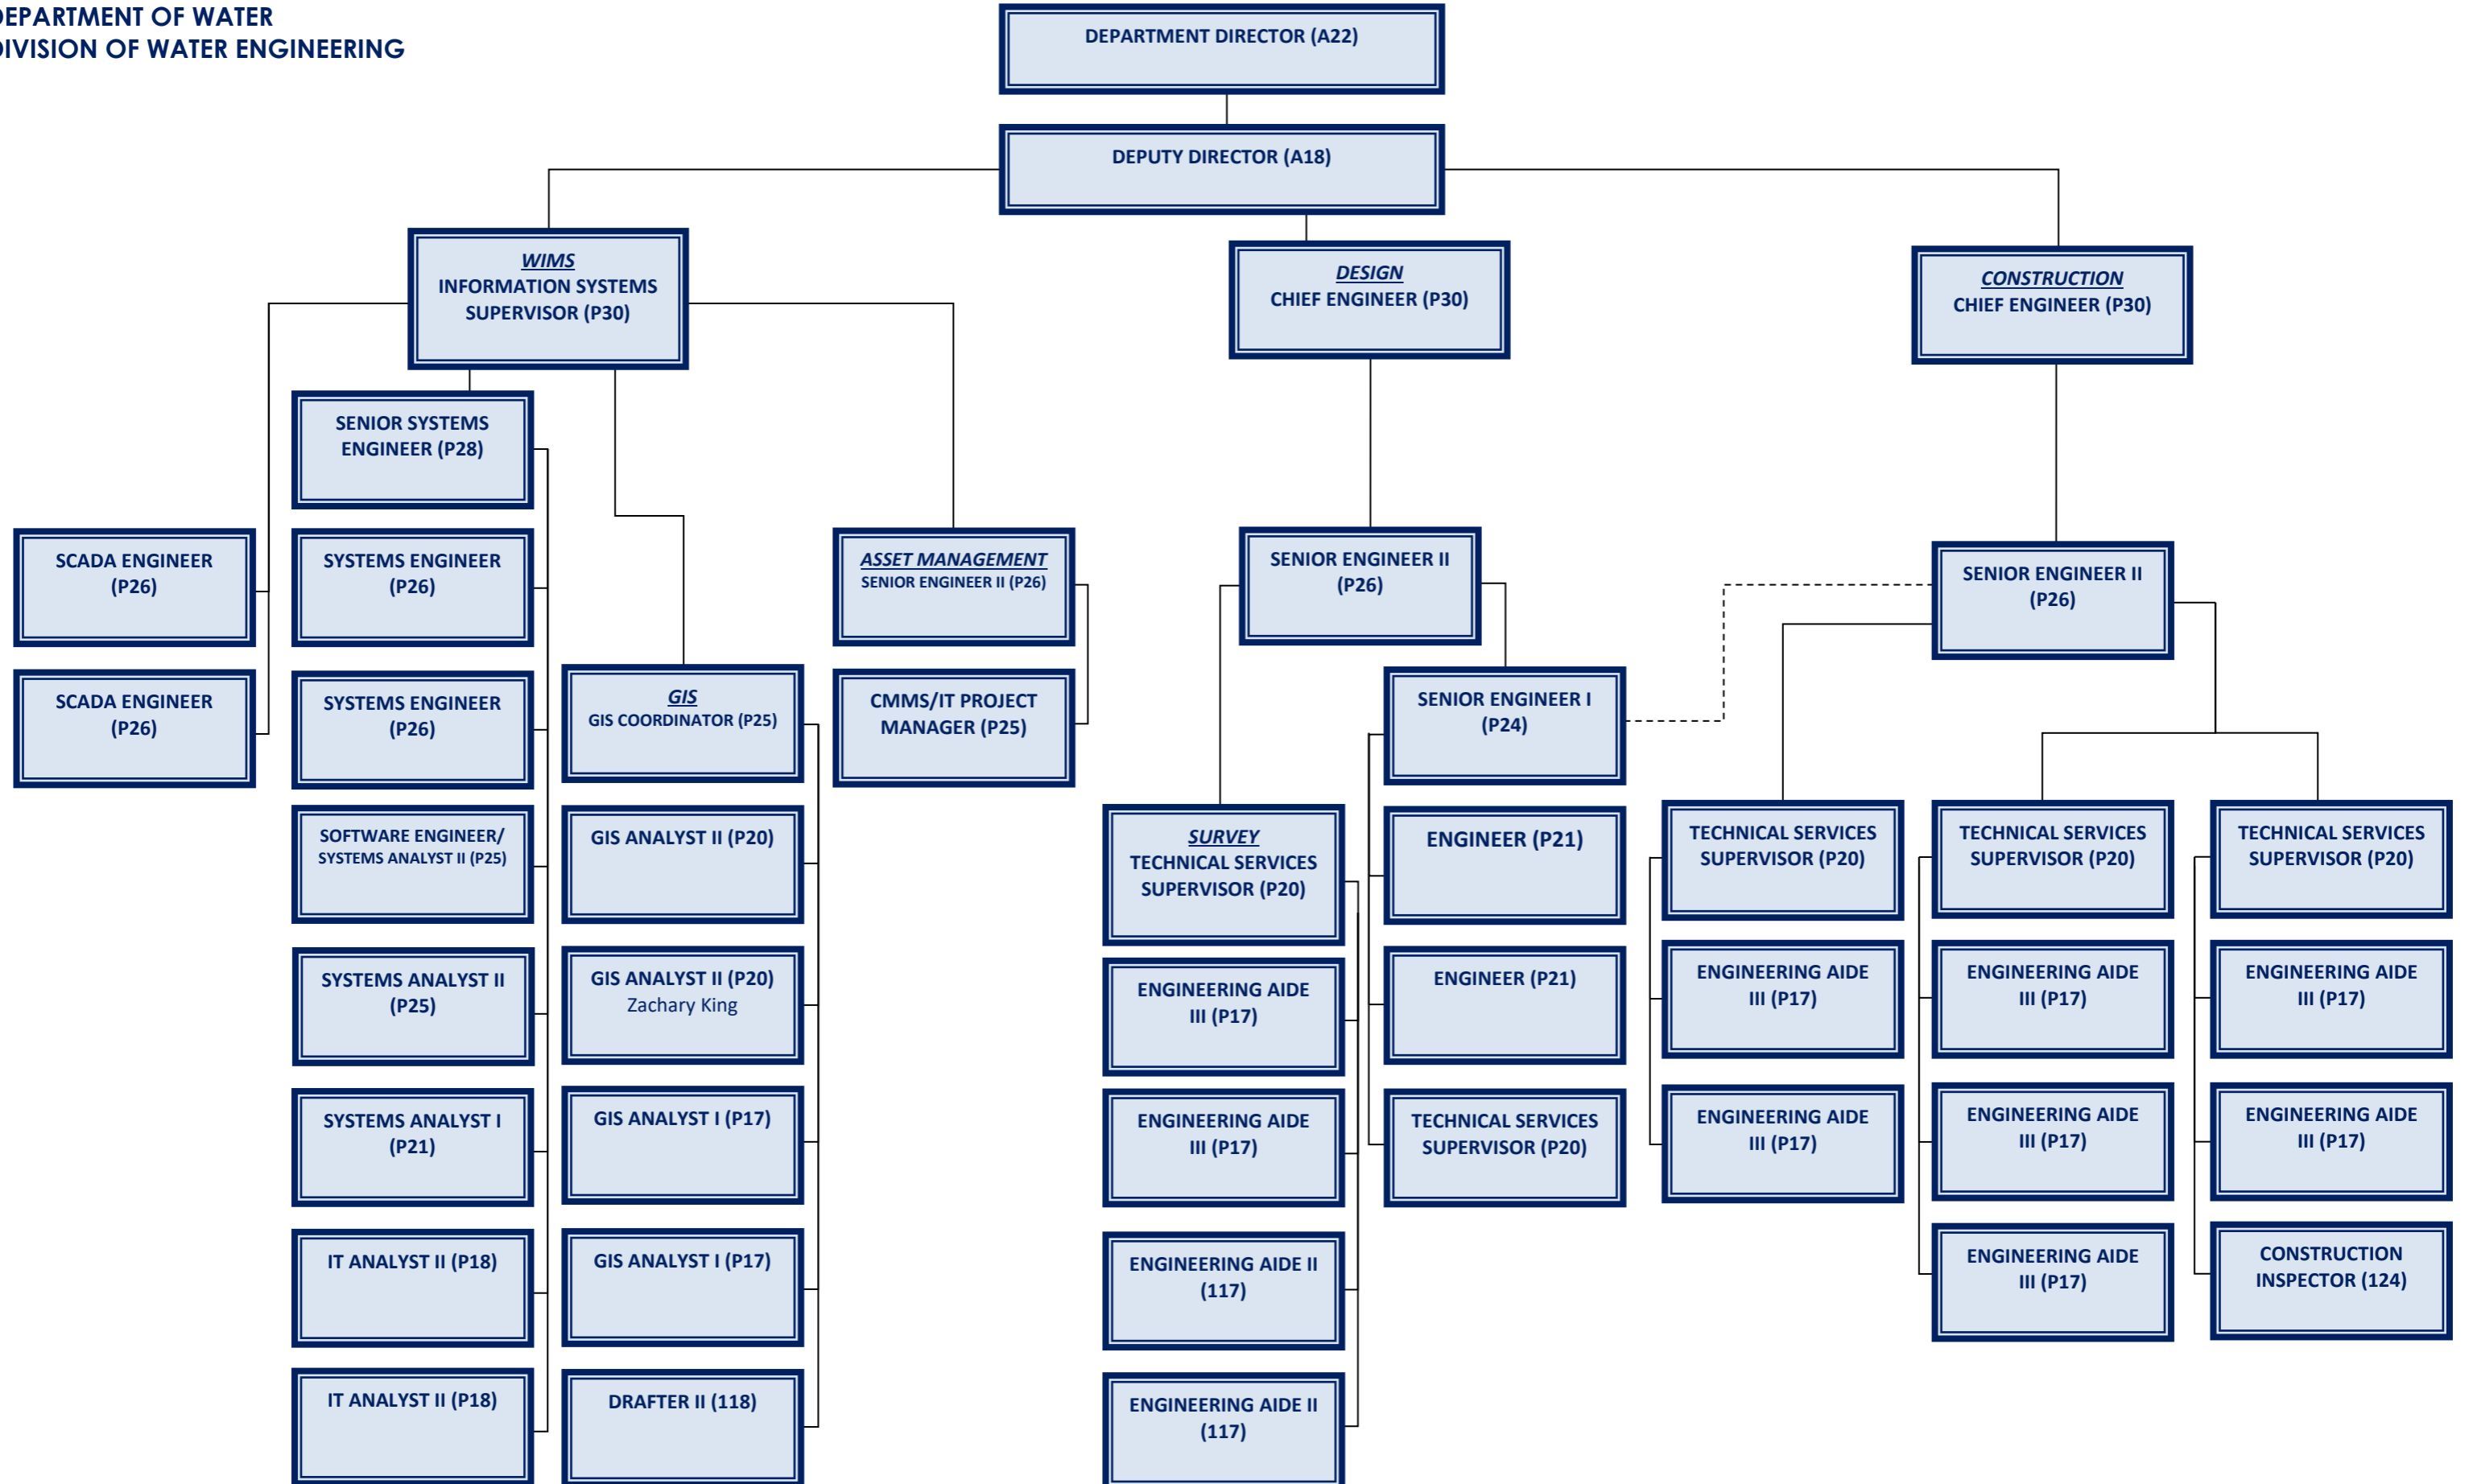 DEPARTMENT OF WATER
DIVISION OF WATER ENGINEERING
DEPARTMENT DIRECTOR (A22)
DEPUTY DIRECTOR (A18)
WIMS
INFORMATION SYSTEMS
SUPERVISOR (P30)
DESIGN
CHIEF ENGINEER (P30)
CONSTRUCTION
CHIEF ENGINEER (P30)
SENIOR SYSTEMS
ENGINEER (P28)
SCADA ENGINEER
(P26)
SCADA ENGINEER
(P26)
SYSTEMS ENGINEER
(P26)
SYSTEMS ENGINEER
(P26)
SOFTWARE ENGINEER/
SYSTEMS ANALYST II (P25)
SYSTEMS ANALYST II
(P25)
SYSTEMS ANALYST I
(P21)
IT ANALYST II (P18)
IT ANALYST II (P18)
GIS
GIS COORDINATOR (P25)
GIS ANALYST II (P20)
GIS ANALYST II (P20)
Zachary King
GIS ANALYST I (P17)
GIS ANALYST I (P17)
DRAFTER II (118)
ASSET MANAGEMENT
SENIOR ENGINEER II (P26)
CMMS/IT PROJECT
MANAGER (P25)
SENIOR ENGINEER II
(P26)
SURVEY
TECHNICAL SERVICES
SUPERVISOR (P20)
ENGINEERING AIDE
III (P17)
ENGINEERING AIDE
III (P17)
ENGINEERING AIDE II
(117)
ENGINEERING AIDE II
(117)
SENIOR ENGINEER I
(P24)
ENGINEER (P21)
ENGINEER (P21)
TECHNICAL SERVICES
SUPERVISOR (P20)
SENIOR ENGINEER II
(P26)
TECHNICAL SERVICES
SUPERVISOR (P20)
ENGINEERING AIDE
III (P17)
ENGINEERING AIDE
III (P17)
TECHNICAL SERVICES
SUPERVISOR (P20)
ENGINEERING AIDE
III (P17)
ENGINEERING AIDE
III (P17)
ENGINEERING AIDE
III (P17)
TECHNICAL SERVICES
SUPERVISOR (P20)
ENGINEERING AIDE
III (P17)
ENGINEERING AIDE
III (P17)
CONSTRUCTION
INSPECTOR (124)